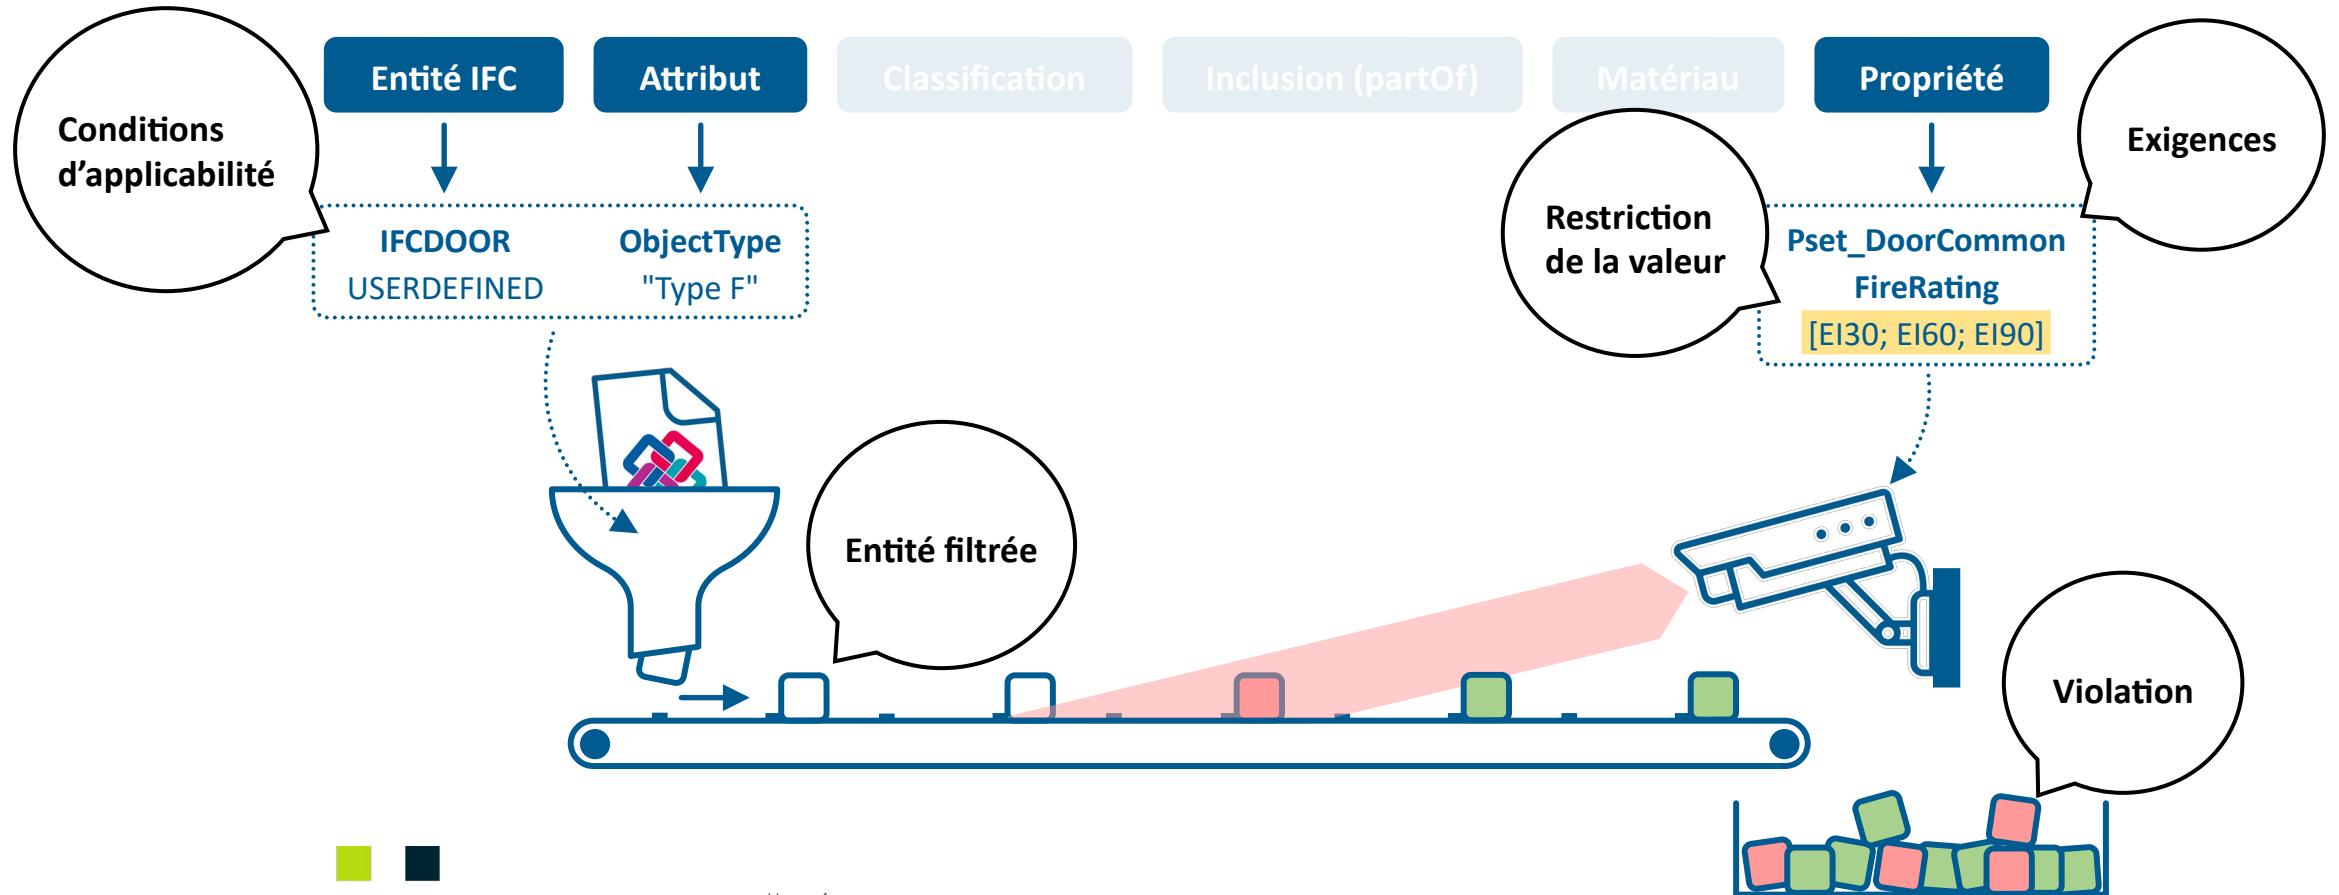 Entité IFC
Attribut
Classification
Inclusion (partOf)
Matériau
Propriété
Conditions
d'applicabilité
Exigences
IFCDOOR
USERDEFINED
ObjectType
"Type F"
Restriction
de la valeur
Pset_DoorCommon
FireRating
[EI30; EI60; EI90]
Entité filtrée
Violation